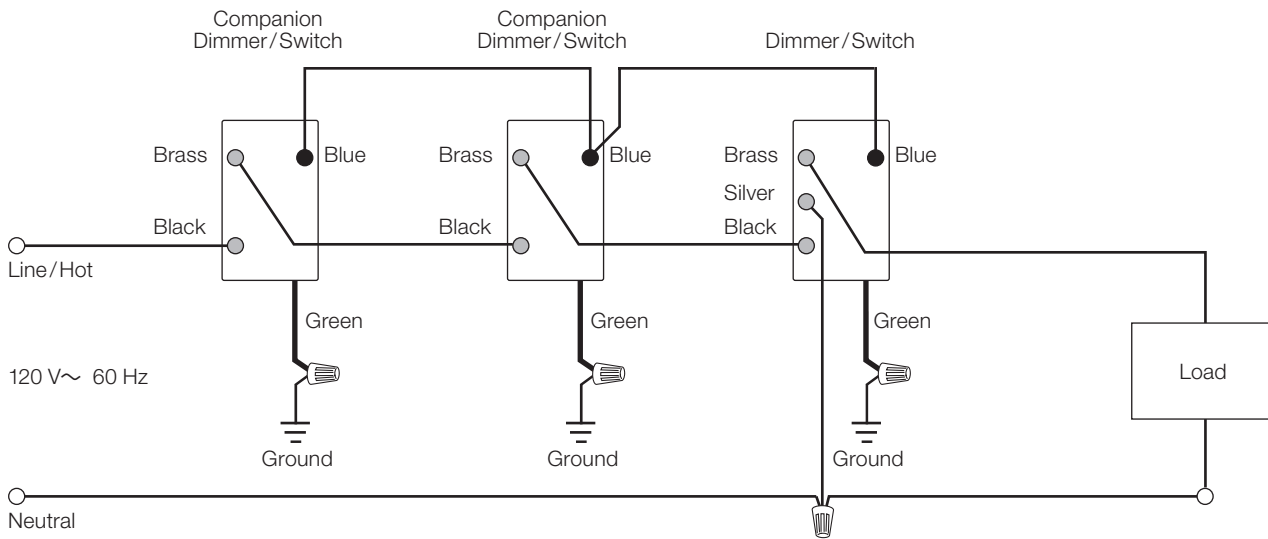 Companion
Dimmer/Switch
Companion
Dimmer/Switch
Dimmer/Switch
Brass
Blue
Brass
Blue
Brass
Blue
Silver
Black
Black
Black
Line/Hot
Green
Green
Green
120 V~ 60 Hz
Load
Ground
Ground
Ground
Neutral